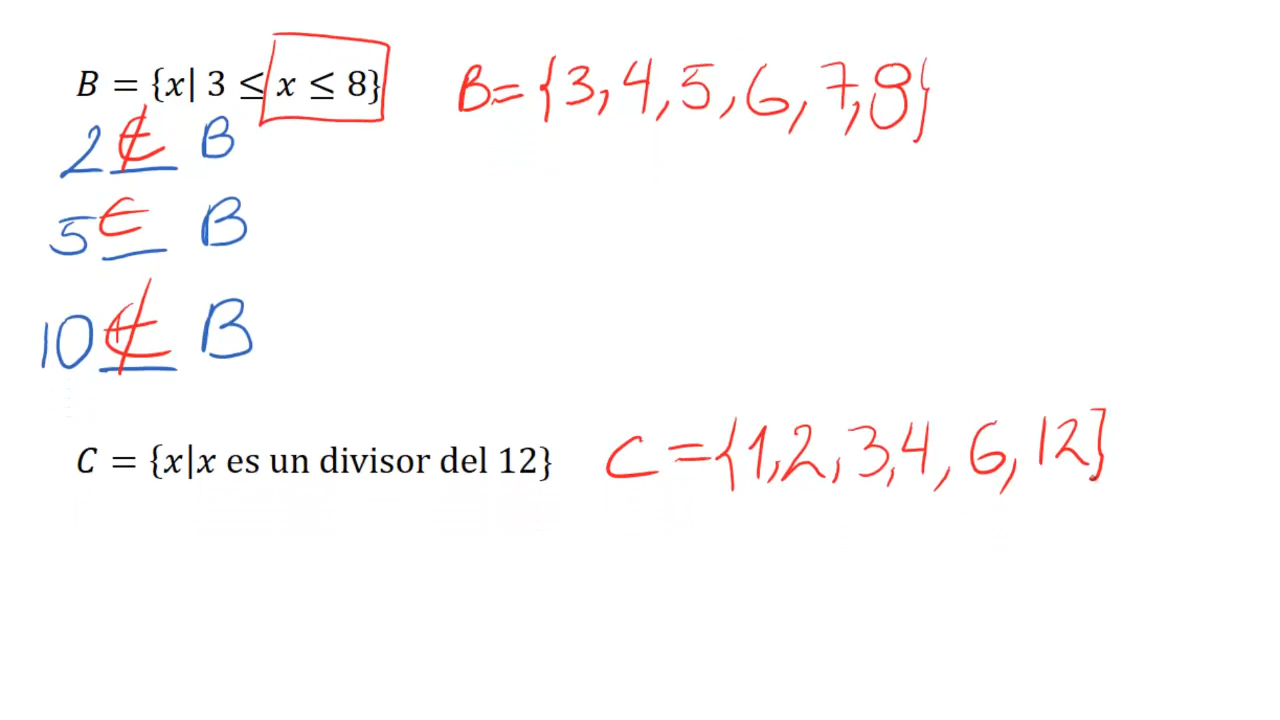 B = {x| 3 ≤ x ≤ 8} B = {3, 4, 5, 6, 7, 8}
2 ∉ B
5 ∈ B
10 ∉ B
C = {x|x es un divisor del 12} C = {1, 2, 3, 4, 6, 12}